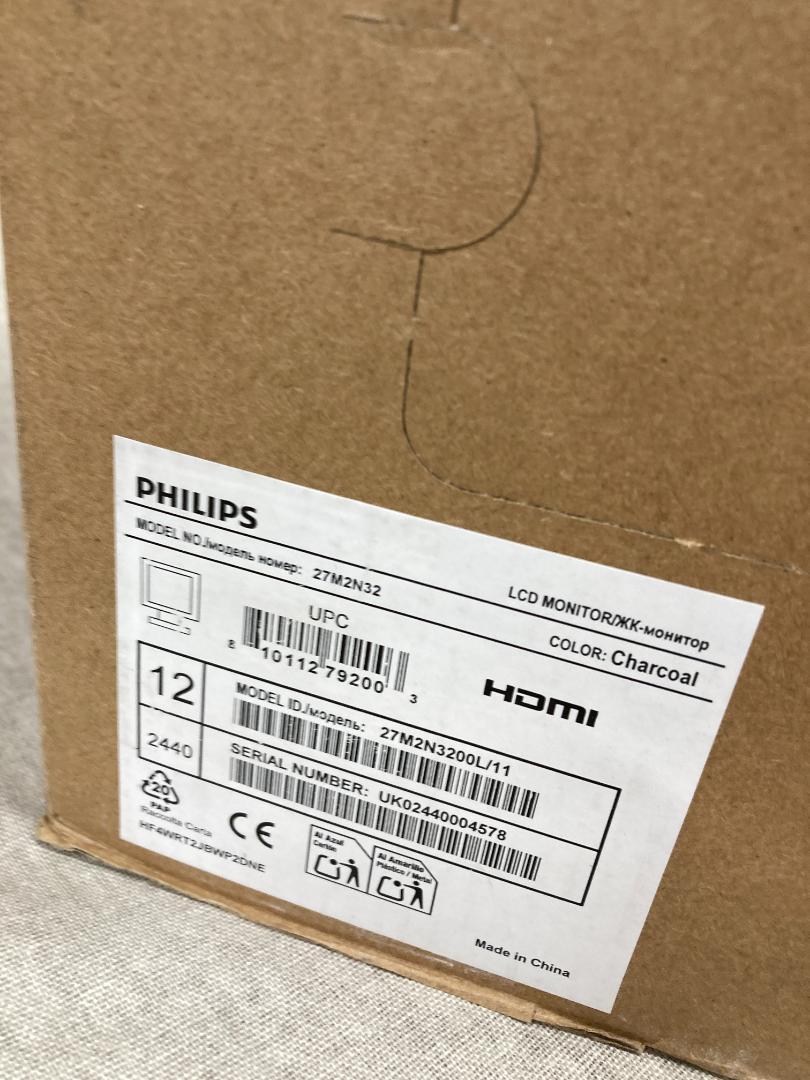 PHILIPS
LCD MONITOR/ЖК-монитор
MODEL NO./модель номер: 27M2N32
COLOR: Charcoal
UPC
8 10112 79200 3
HDMI
12
MODEL ID./модель: 27M2N3200L/11
2440
SERIAL NUMBER: UK02440004578
20
PAP
Raccolta Carta
CE
HF4WRT2JBWP2DNE
Al Azul
Cartón
Al Amarillo
Plástico / Metal
Made in China